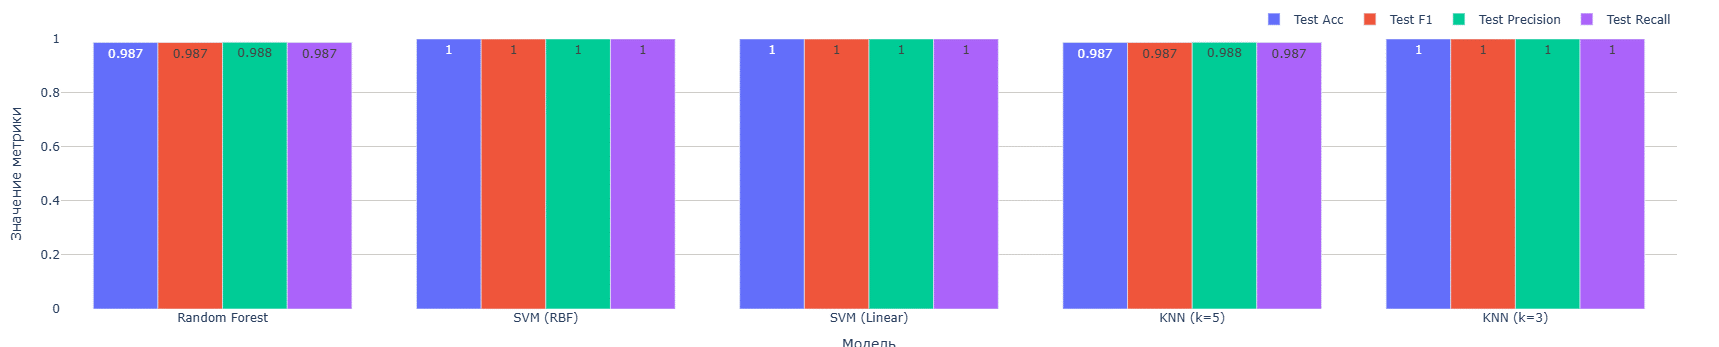 Test Acc Test F1 Test Precision Test Recall
Значение метрики
1
0.8
0.6
0.4
0.2
0
0.987 0.987 0.988 0.987
1 1 1 1
1 1 1 1
0.987 0.987 0.988 0.987
1 1 1 1
Random Forest SVM (RBF) SVM (Linear) KNN (k=5) KNN (k=3)
Модель